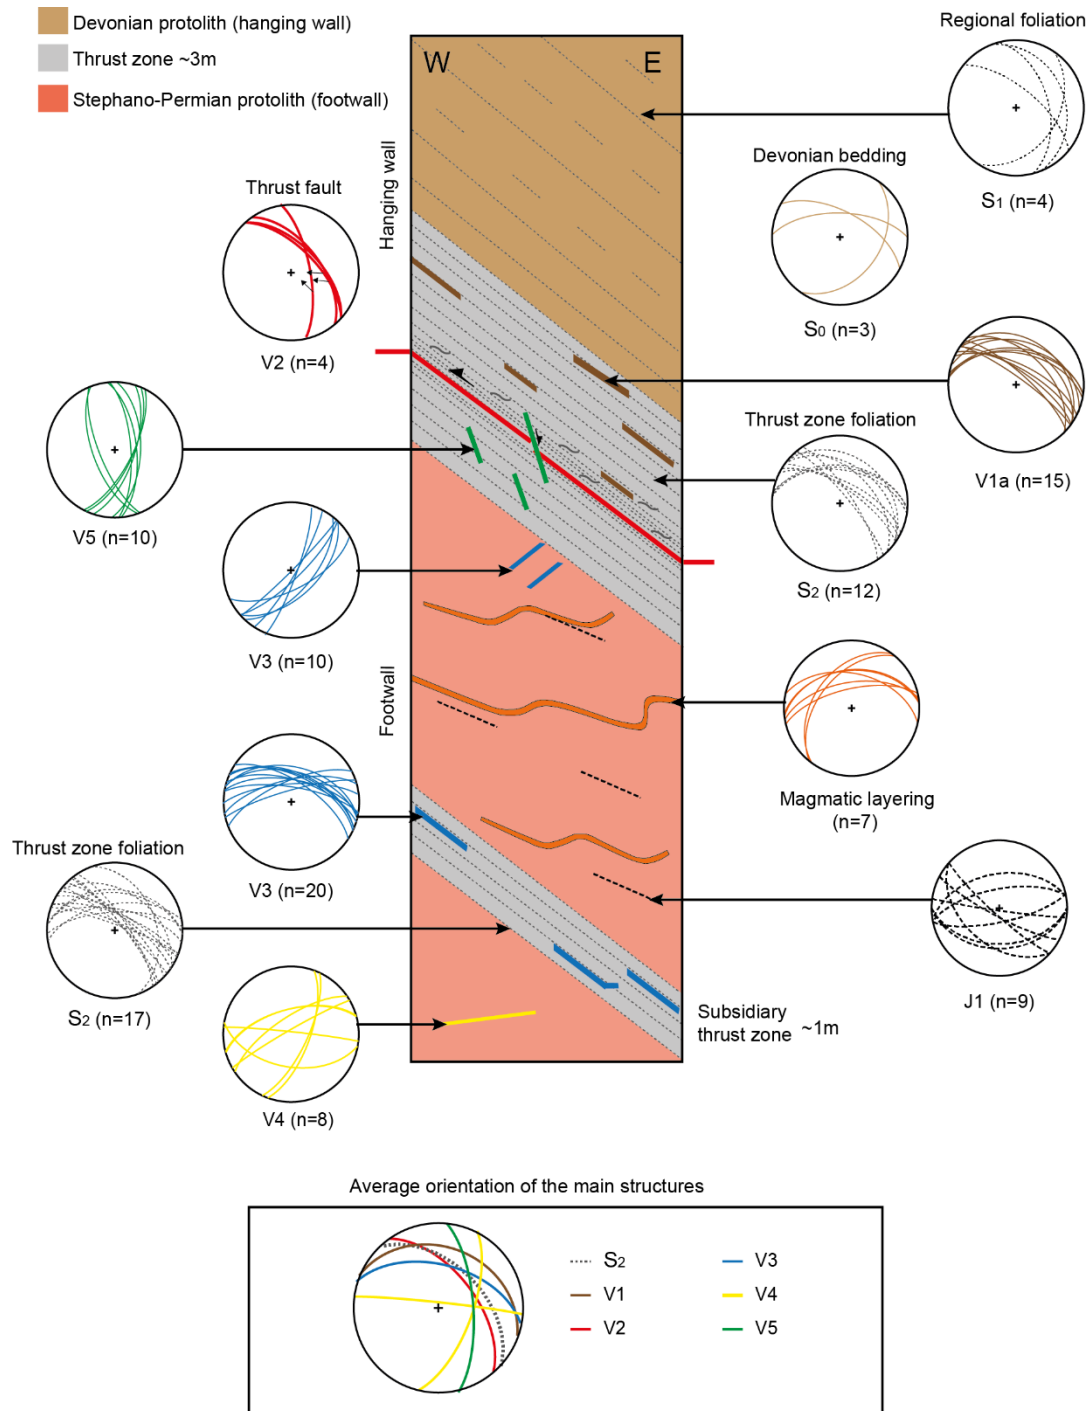 Devonian protolith (hanging wall)
Thrust zone ~3m
Stephano-Permian protolith (footwall)
W
E
Regional foliation
S1 (n=4)
Devonian bedding
S0 (n=3)
Hanging wall
Thrust fault
V2 (n=4)
V1a (n=15)
Thrust zone foliation
S2 (n=12)
V5 (n=10)
V3 (n=10)
Footwall
Magmatic layering
(n=7)
V3 (n=20)
Thrust zone foliation
S2 (n=17)
J1 (n=9)
Subsidiary
thrust zone ~1m
V4 (n=8)
Average orientation of the main structures
S2
V3
V1
V4
V2
V5